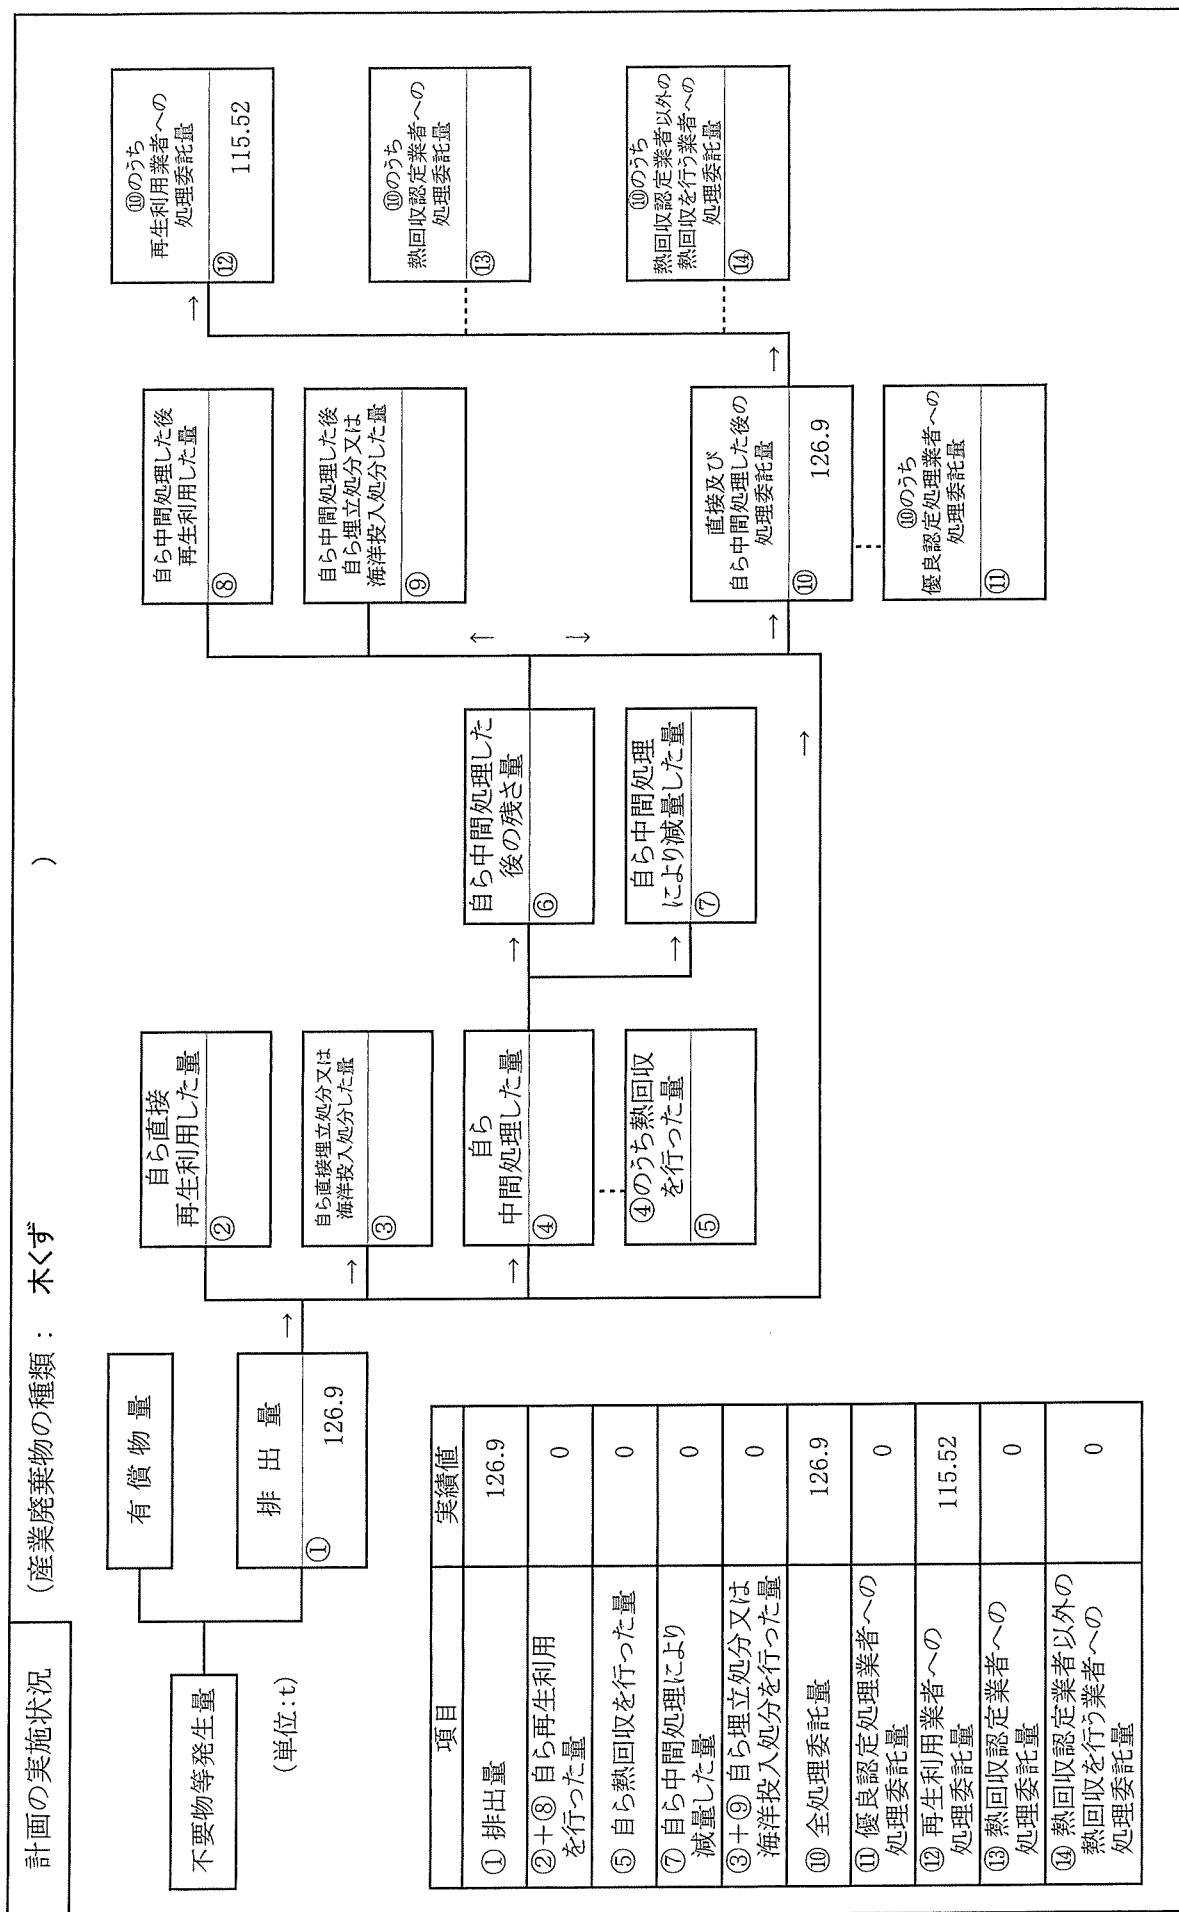 計画の実施状況
(産業廃棄物の種類： 木くず )
不要物等発生量
(単位:t)
有償物量
排出量
① 126.9
自ら直接
再生利用した量
②
自ら直接埋立処分又は
海洋投入処分した量
③
自ら
中間処理した量
④
④のうち熱回収
を行った量
⑤
自ら中間処理した
後の残さ量
⑥
自ら中間処理
により減量した量
⑦
自ら中間処理した後
再生利用した量
⑧
自ら中間処理した後
自ら埋立処分又は
海洋投入処分した量
⑨
直接及び
自ら中間処理した後の
処理委託量
⑩ 126.9
⑩のうち
優良認定処理業者への
処理委託量
⑪
⑩のうち
再生利用業者への
処理委託量
⑫ 115.52
⑩のうち
熱回収認定業者への
処理委託量
⑬
⑩のうち
熱回収認定業者以外の
熱回収を行う業者への
処理委託量
⑭
項目 実績値
① 排出量 126.9
②+⑧ 自ら再生利用
を行った量 0
⑤ 自ら熱回収を行った量 0
⑦ 自ら中間処理により
減量した量 0
③+⑨ 自ら埋立処分又は
海洋投入処分を行った量 0
⑩ 全処理委託量 126.9
⑪ 優良認定処理業者への
処理委託量 0
⑫ 再生利用業者への
処理委託量 115.52
⑬ 熱回収認定業者への
処理委託量 0
⑭ 熱回収認定業者以外の
熱回収を行う業者への
処理委託量 0